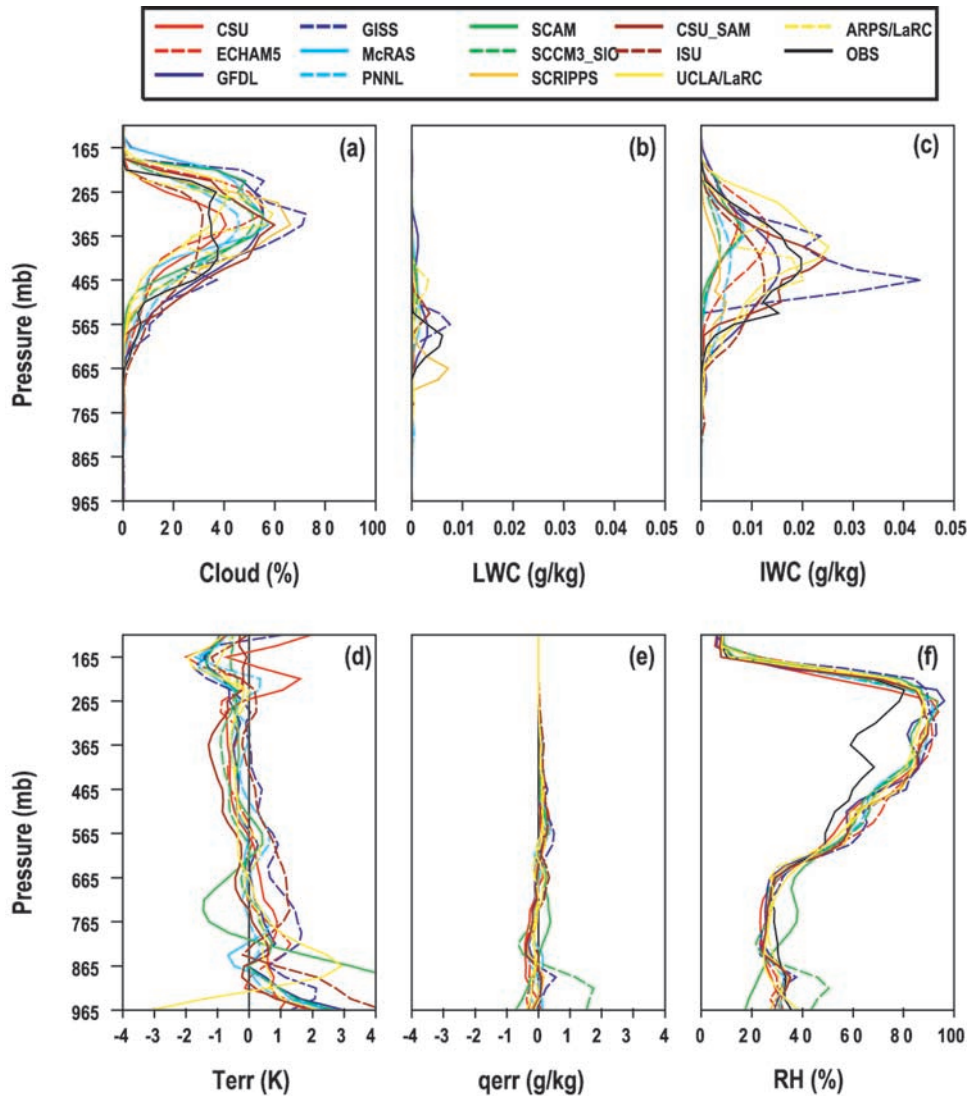 CSU GISS SCAM CSU_SAM ARPS/LaRC
ECHAM5 McRAS SCCM3_SIO ISU OBS
GFDL PNNL SCRIPPS UCLA/LaRC
(a) (b) (c)
165
265
365
465
565
665
765
865
965
Pressure (mb)
0 20 40 60 80 100 0 0.01 0.02 0.03 0.04 0.05 0 0.01 0.02 0.03 0.04 0.05
Cloud (%) LWC (g/kg) IWC (g/kg)
(d) (e) (f)
165
265
365
465
565
665
765
865
965
Pressure (mb)
-4 -3 -2 -1 0 1 2 3 4 -4 -3 -2 -1 0 1 2 3 4 0 20 40 60 80 100
Terr (K) qerr (g/kg) RH (%)